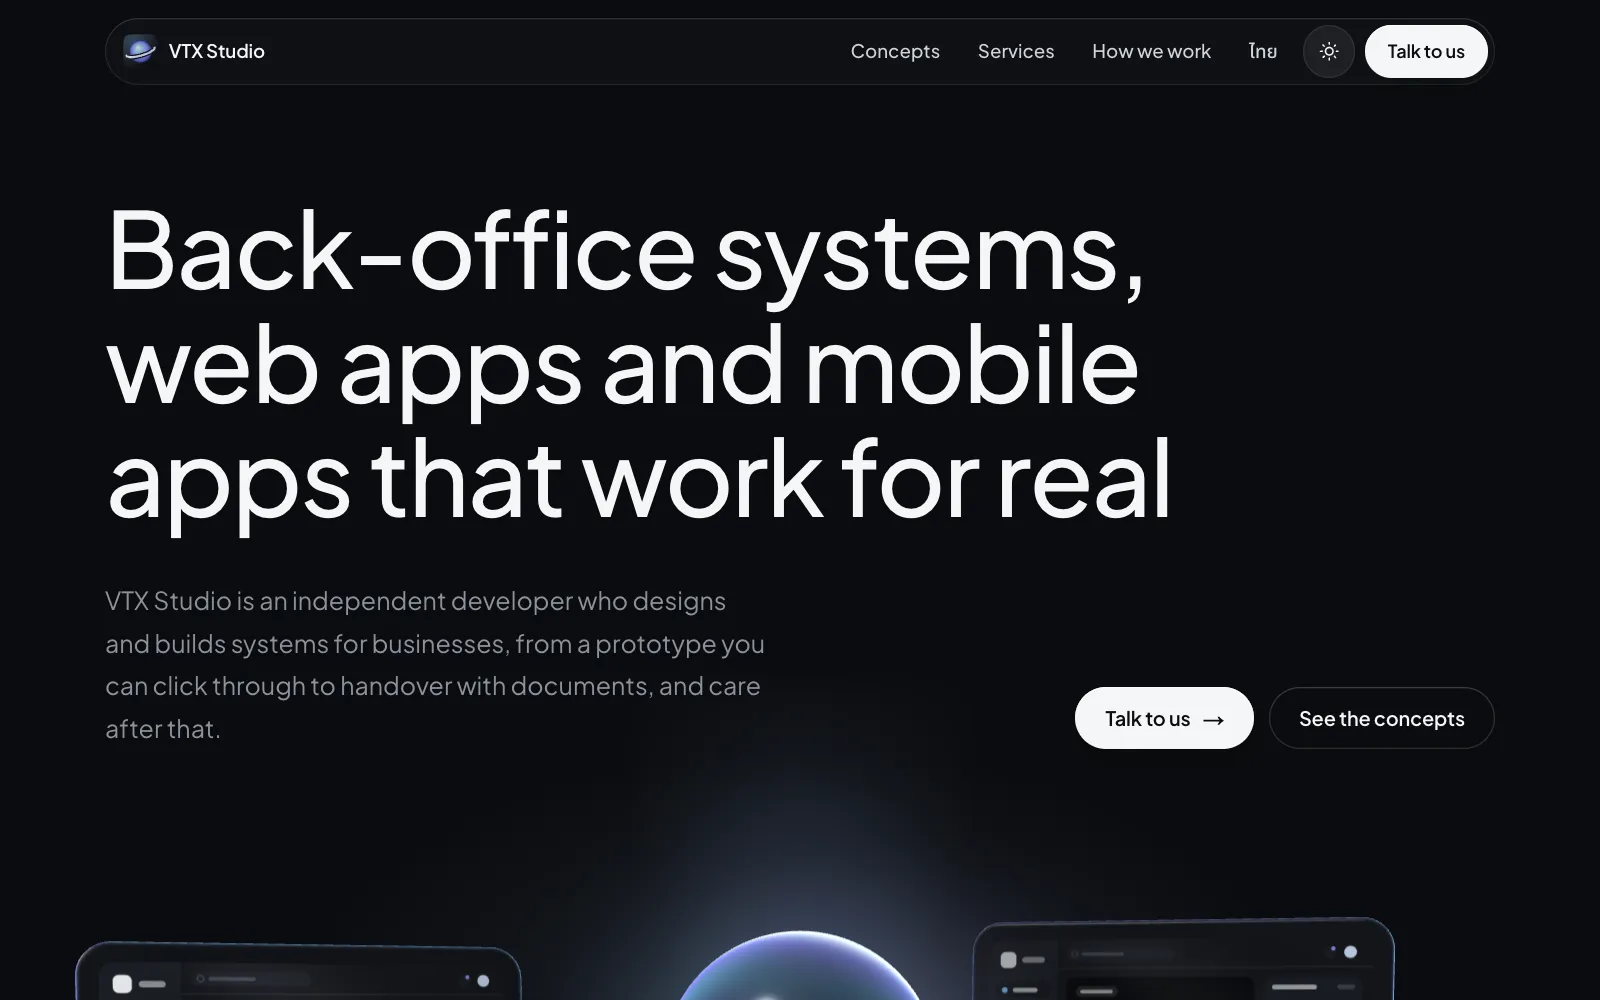 VTX Studio
Concepts
Services
How we work
ไทย
Talk to us
Back-office systems,
web apps and mobile
apps that work for real
VTX Studio is an independent developer who designs
and builds systems for businesses, from a prototype you
can click through to handover with documents, and care
after that.
Talk to us →
See the concepts